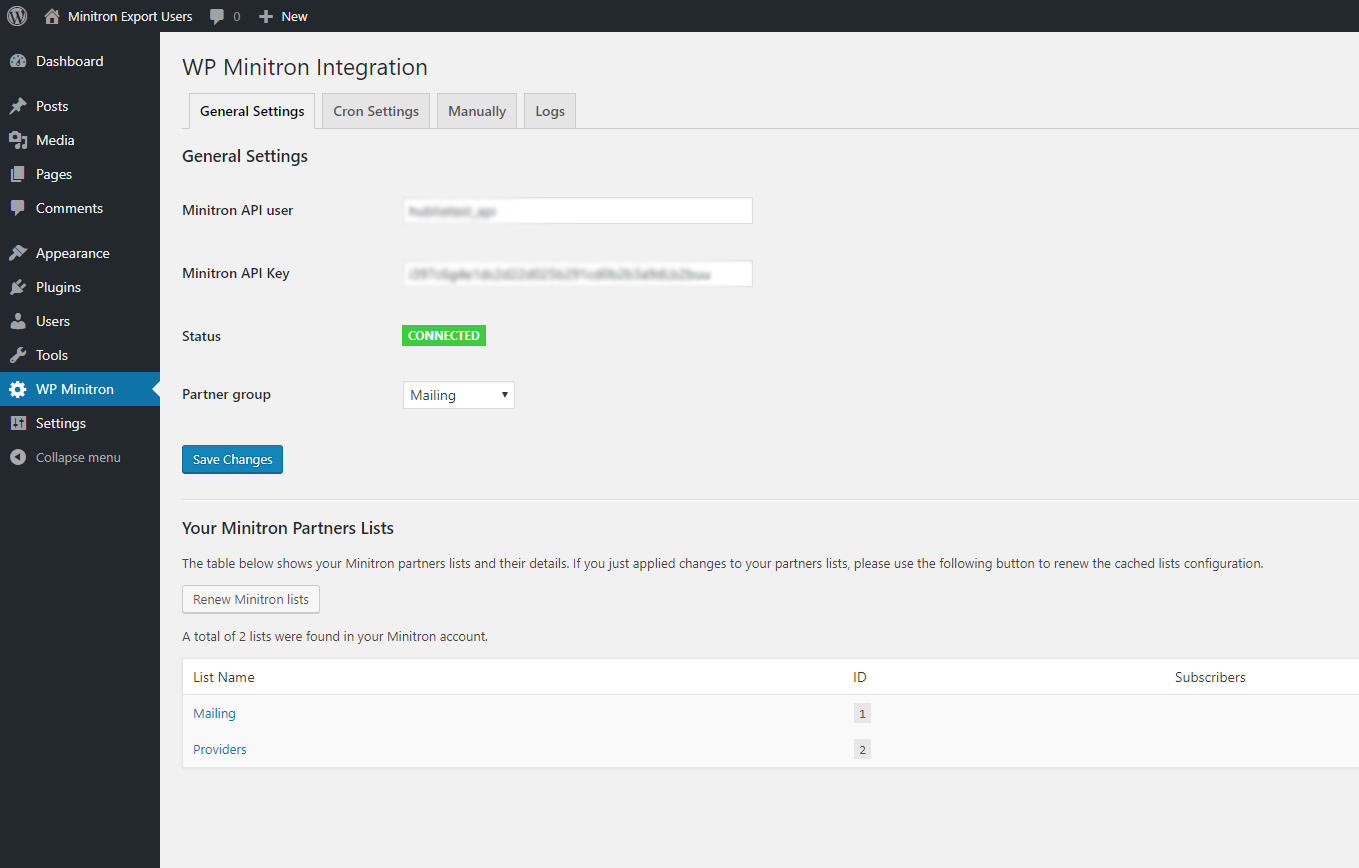 Minitron Export Users 0 New
Dashboard
Posts
Media
Pages
Comments
Appearance
Plugins
Users
Tools
WP Minitron
Settings
Collapse menu
WP Minitron Integration
General Settings Cron Settings Manually Logs
General Settings
Minitron API user
Minitron API Key
Status CONNECTED
Partner group Mailing
Save Changes
Your Minitron Partners Lists
The table below shows your Minitron partners lists and their details. If you just applied changes to your partners lists, please use the following button to renew the cached lists configuration.
Renew Minitron lists
A total of 2 lists were found in your Minitron account.
List Name ID Subscribers
Mailing 1
Providers 2